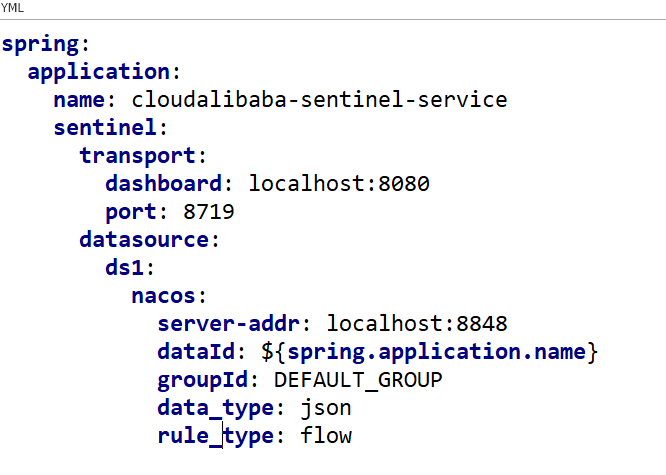 YML
spring:
  application:
    name: cloudalibaba-sentinel-service
    sentinel:
      transport:
        dashboard: localhost:8080
        port: 8719
      datasource:
        ds1:
          nacos:
            server-addr: localhost:8848
            dataId: ${spring.application.name}
            groupId: DEFAULT_GROUP
            data_type: json
            rule_type: flow